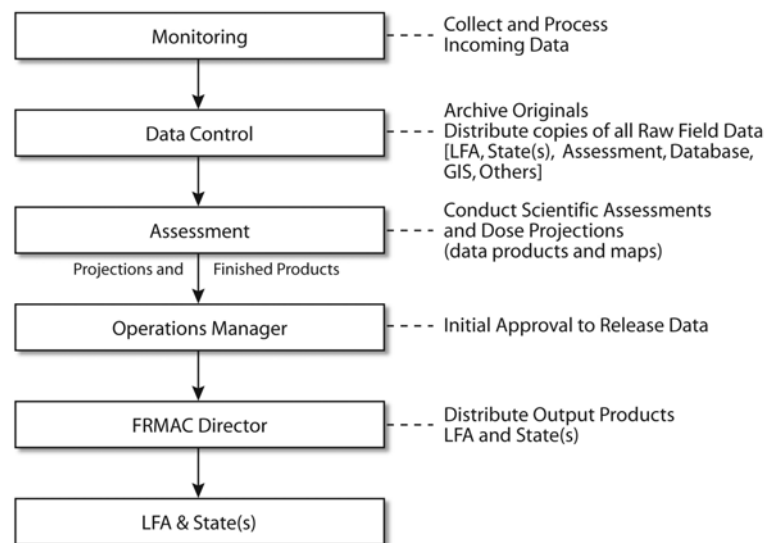 Monitoring
Collect and Process
Incoming Data
Data Control
Archive Originals
Distribute copies of all Raw Field Data
[LFA, State(s), Assessment, Database,
GIS, Others]
Assessment
Conduct Scientific Assessments
and Dose Projections
(data products and maps)
Projections and Finished Products
Operations Manager
Initial Approval to Release Data
FRMAC Director
Distribute Output Products
LFA and State(s)
LFA & State(s)